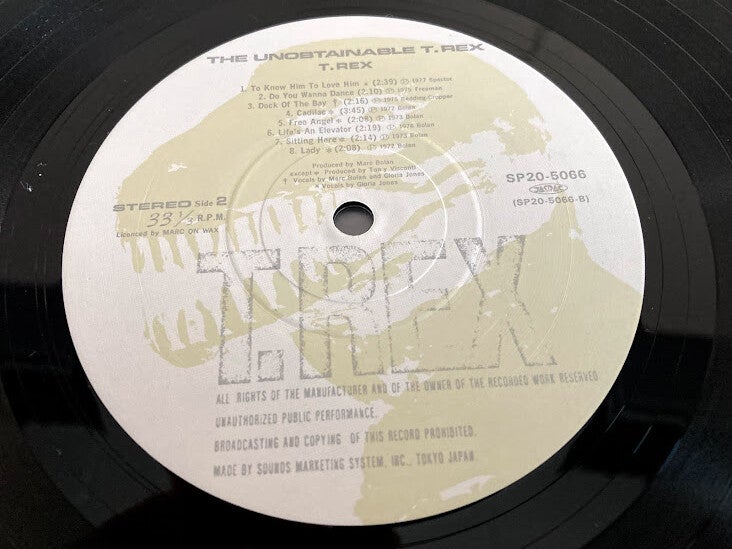 THE UNOBTAINABLE T. REX
T. REX
1. To Know Him To Love Him * (2:39) Ⓟ 1977 Spector
2. Do You Wanna Dance (2:10) Ⓟ 1975 Freeman
3. Dock Of The Bay † (2:16) Ⓟ 1975 Redding-Cropper
4. Cadilac * (3:45) Ⓟ 1972 Bolan
5. Free Angel * (2:08) Ⓟ 1973 Bolan
6. Life's An Elevator (2:19) Ⓟ 1976 Bolan
7. Sitting Here * (2:14) Ⓟ 1973 Bolan
8. Lady * (2:08) Ⓟ 1972 Bolan
Produced by Marc Bolan
except * Produced by Tony Visconti
† Vocals by Marc Bolan and Gloria Jones
* Vocals by Gloria Jones
STEREO Side 2
33 1/3 R.P.M.
Licenced by MARC ON WAX
SP20-5066
JASRAC
(SP20-5066-B)
T.REX
ALL RIGHTS OF THE MANUFACTURER AND OF THE OWNER OF THE RECORDED WORK RESERVED
UNAUTHORIZED PUBLIC PERFORMANCE.
BROADCASTING AND COPYING OF THIS RECORD PROHIBITED.
MADE BY SOUNDS MARKETING SYSTEM, INC., TOKYO JAPAN.